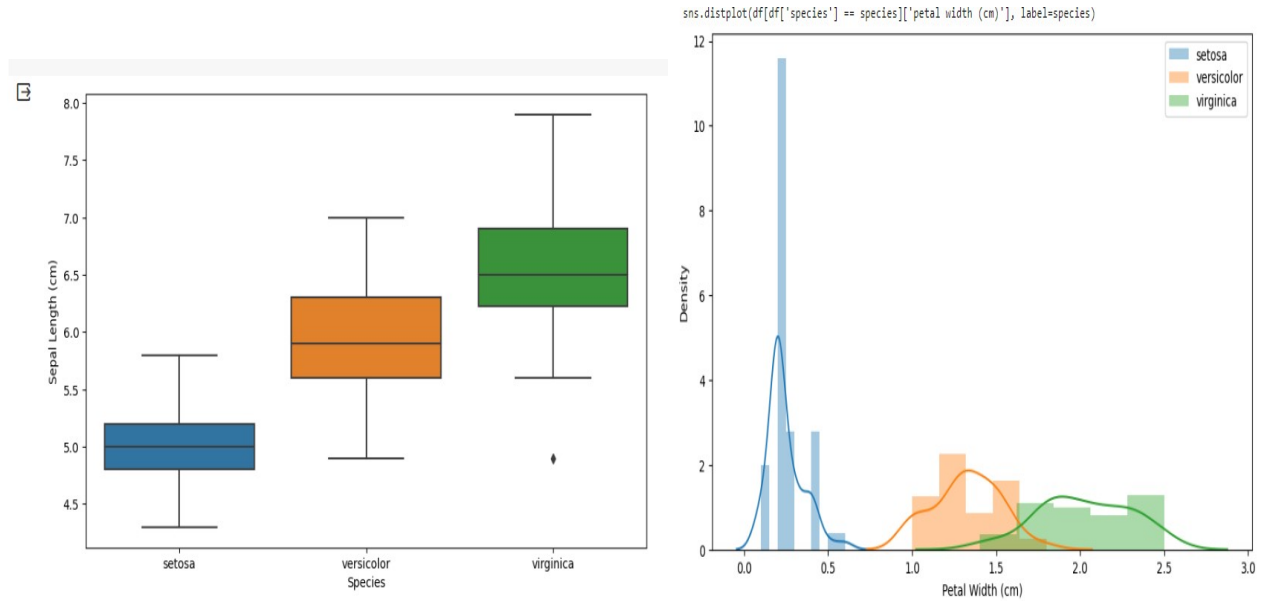 8.0
7.5
7.0
6.5
6.0
5.5
5.0
4.5
Sepal Length (cm)
setosa
versicolor
virginica
Species
sns.distplot(df[df['species'] == species]['petal width (cm)'], label=species)
12
10
8
6
4
2
0
Density
setosa
versicolor
virginica
0.0
0.5
1.0
1.5
2.0
2.5
3.0
Petal Width (cm)